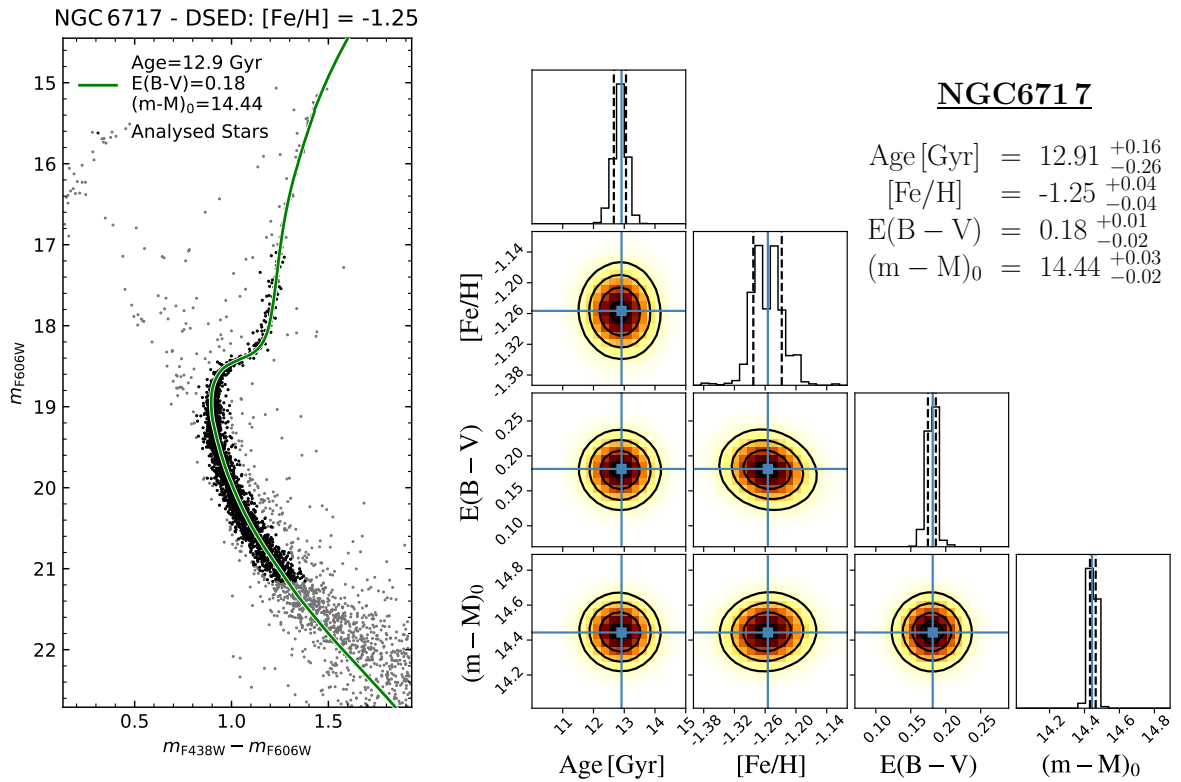 NGC 6717 - DSED: [Fe/H] = -1.25
Age=12.9 Gyr
E(B-V)=0.18
(m-M)₀=14.44
Analysed Stars
15
16
17
18
19
20
21
22
m_F606W
0.5 1.0 1.5
m_F438W − m_F606W
NGC6717
Age [Gyr] = 12.91 +0.16 −0.26
[Fe/H] = -1.25 +0.04 −0.04
E(B − V) = 0.18 +0.01 −0.02
(m − M)₀ = 14.44 +0.03 −0.02
[Fe/H]
-1.14
-1.20
-1.26
-1.32
-1.38
E(B − V)
0.25
0.20
0.15
0.10
(m − M)₀
14.8
14.6
14.4
14.2
11 12 13 14 15
-1.38 -1.32 -1.26 -1.20 -1.14
0.10 0.15 0.20 0.25
14.2 14.4 14.6 14.8
Age [Gyr] [Fe/H] E(B − V) (m − M)₀